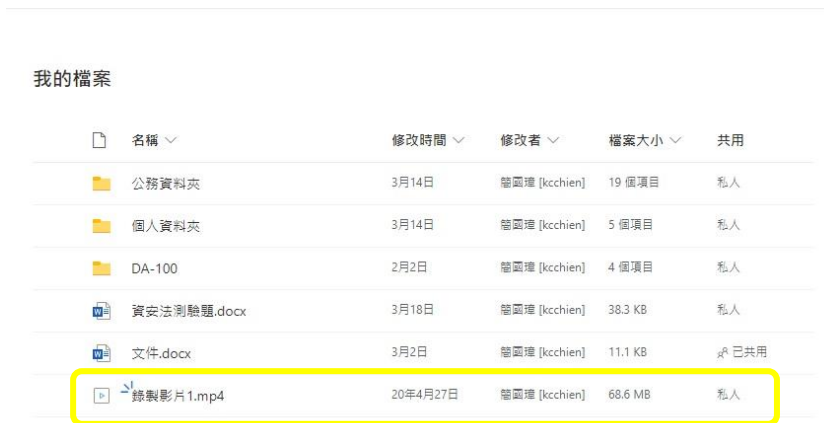 我的檔案
名稱 修改時間 修改者 檔案大小 共用
公務資料夾 3月14日 簡國璋 [kcchien] 19 個項目 私人
個人資料夾 3月14日 簡國璋 [kcchien] 5 個項目 私人
DA-100 2月2日 簡國璋 [kcchien] 4 個項目 私人
資安法測驗題.docx 3月18日 簡國璋 [kcchien] 38.3 KB 私人
文件.docx 3月2日 簡國璋 [kcchien] 11.1 KB 已共用
錄製影片1.mp4 20年4月27日 簡國璋 [kcchien] 68.6 MB 私人